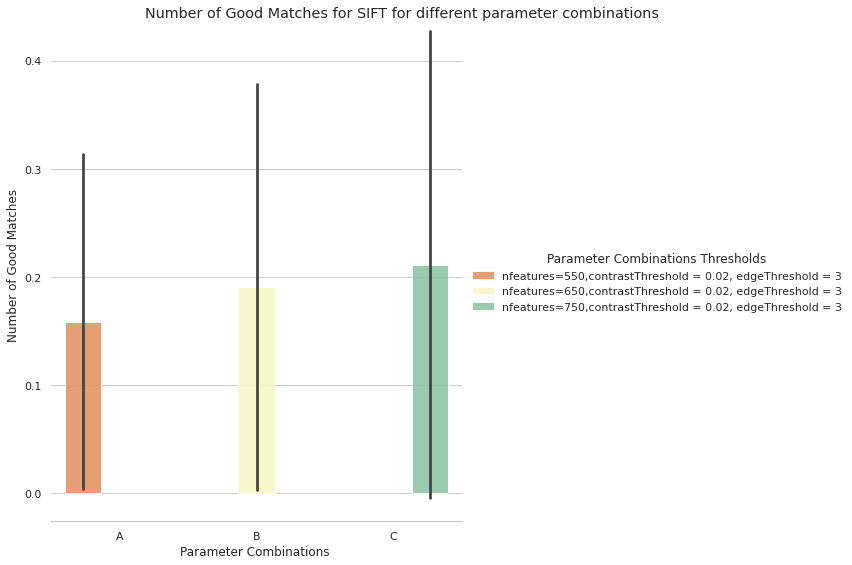 Number of Good Matches for SIFT for different parameter combinations
0.4
0.3
0.2
0.1
0.0
Number of Good Matches
A B C
Parameter Combinations
Parameter Combinations Thresholds
nfeatures=550,contrastThreshold = 0.02, edgeThreshold = 3
nfeatures=650,contrastThreshold = 0.02, edgeThreshold = 3
nfeatures=750,contrastThreshold = 0.02, edgeThreshold = 3